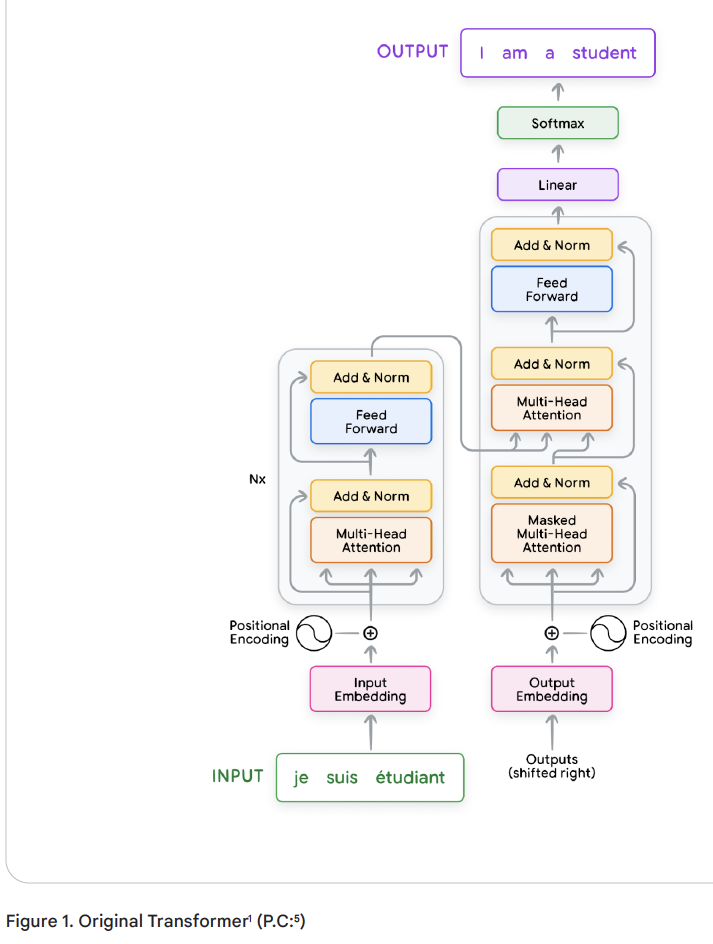 OUTPUT
I am a student
Softmax
Linear
Add & Norm
Feed
Forward
Add & Norm
Multi-Head
Attention
Add & Norm
Masked
Multi-Head
Attention
Positional
Encoding
Output
Embedding
Outputs
(shifted right)
Add & Norm
Feed
Forward
Nx
Add & Norm
Multi-Head
Attention
Positional
Encoding
Input
Embedding
INPUT
je suis étudiant
Figure 1. Original Transformer¹ (P.C:⁵)